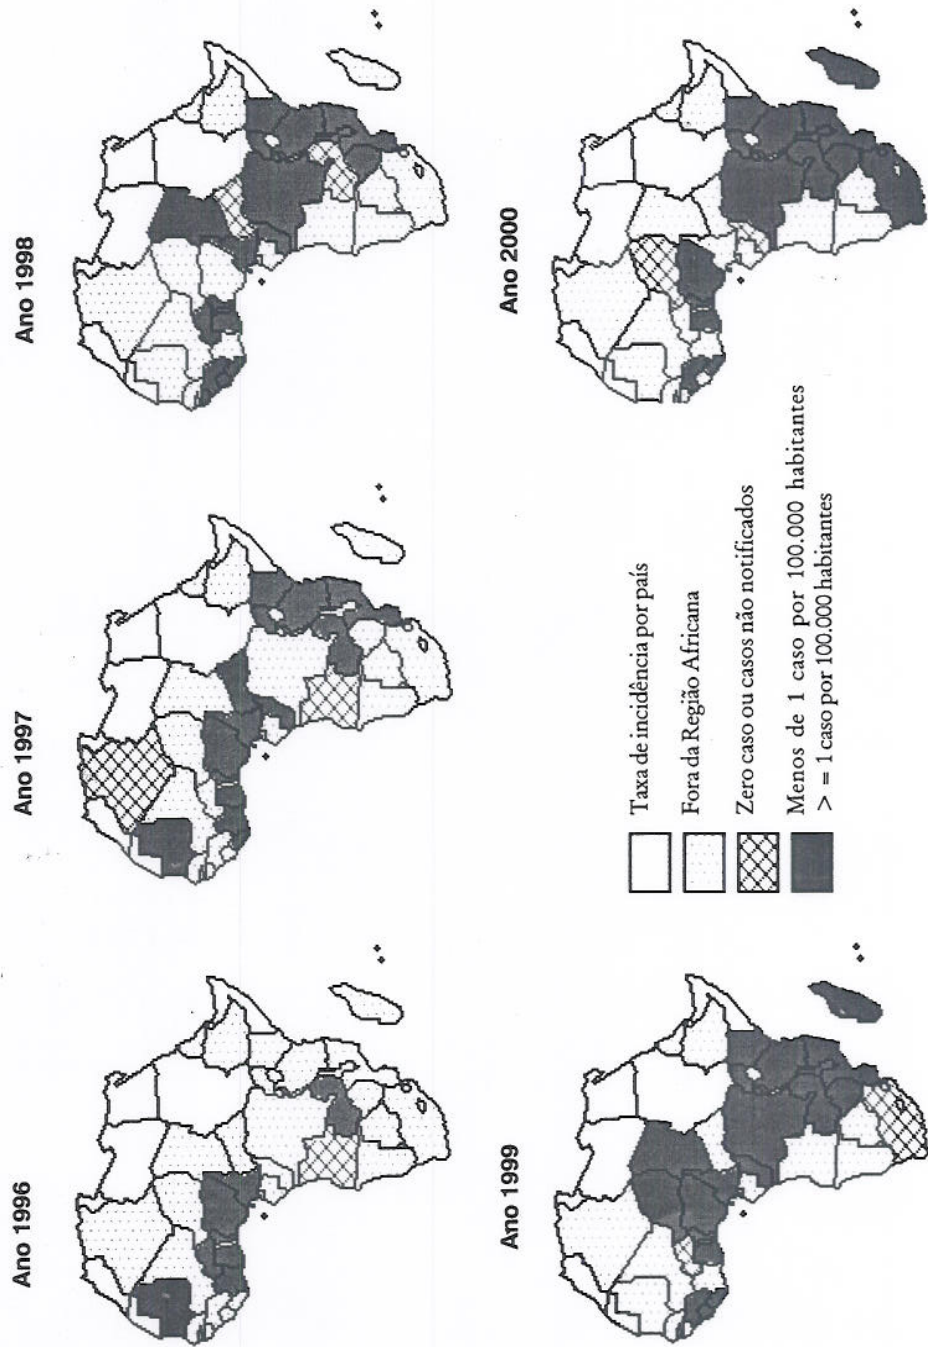 Ano 1996
Ano 1997
Ano 1998
Ano 1999
Ano 2000
Taxa de incidência por país
Fora da Região Africana
Zero caso ou casos não notificados
Menos de 1 caso por 100.000 habitantes
> = 1 caso por 100.000 habitantes